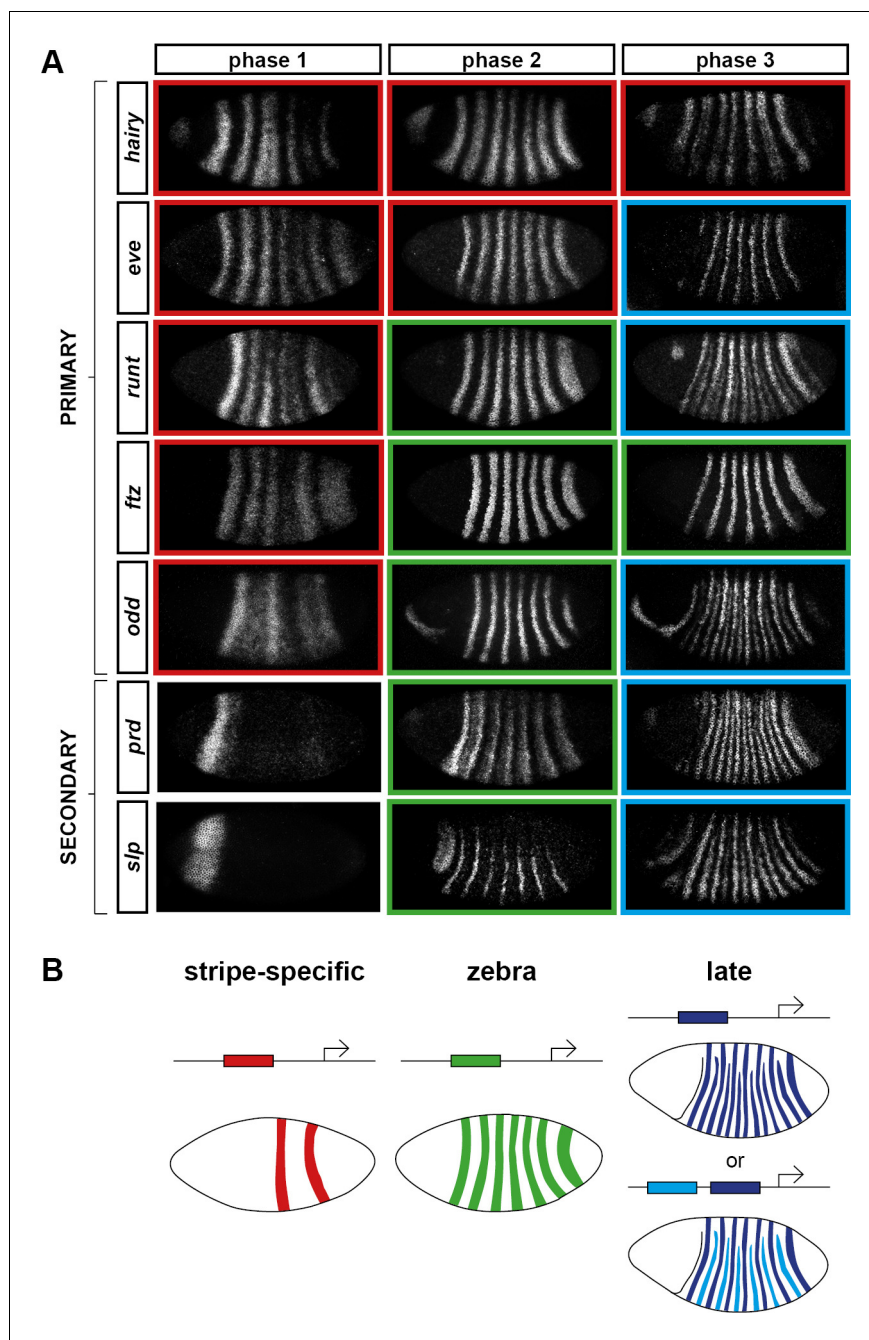 A
phase 1
phase 2
phase 3
PRIMARY
hairy
eve
runt
ftz
odd
SECONDARY
prd
slp
B
stripe-specific
zebra
late
or